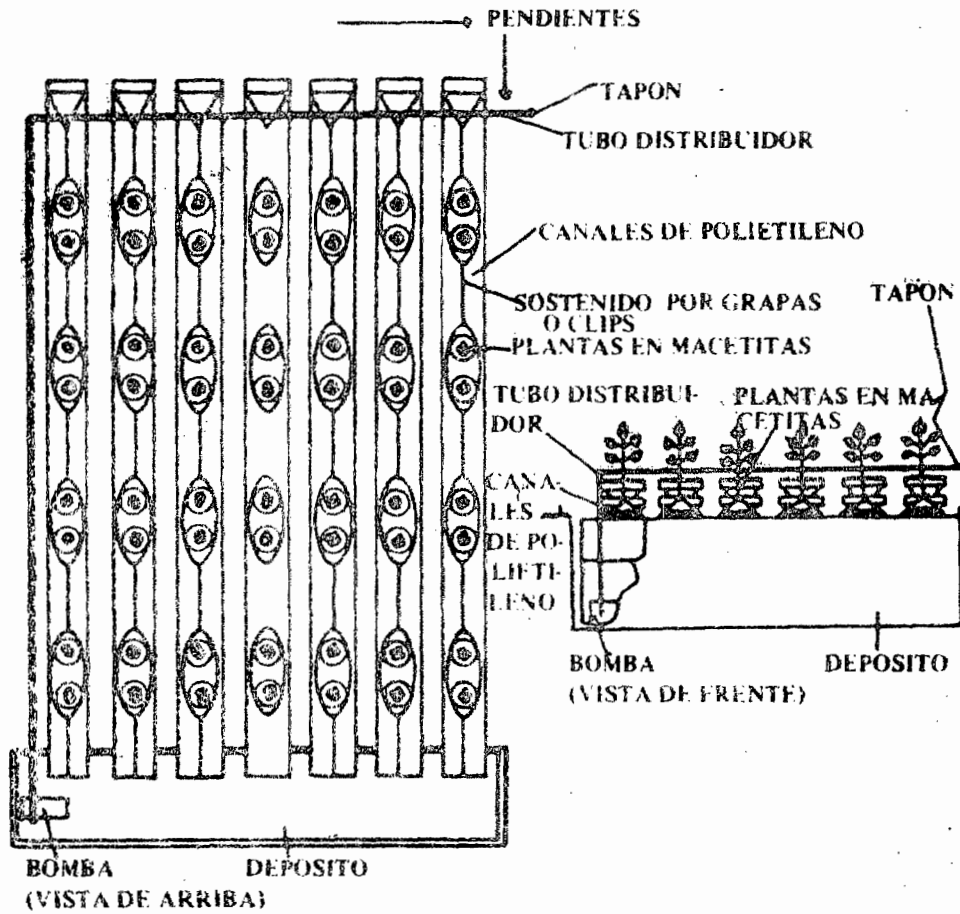 PENDIENTES
TAPON
TUBO DISTRIBUIDOR
CANALES DE POLIETILENO
SOSTENIDO POR GRAPAS
O CLIPS
PLANTAS EN MACETITAS
TAPON
TUBO DISTRIBUI-
DOR
PLANTAS EN MA-
CETITAS
CANA-
LES
DE PO-
LIETI-
LENO
BOMBA
(VISTA DE FRENTE)
DEPOSITO
BOMBA
(VISTA DE ARRIBA)
DEPOSITO